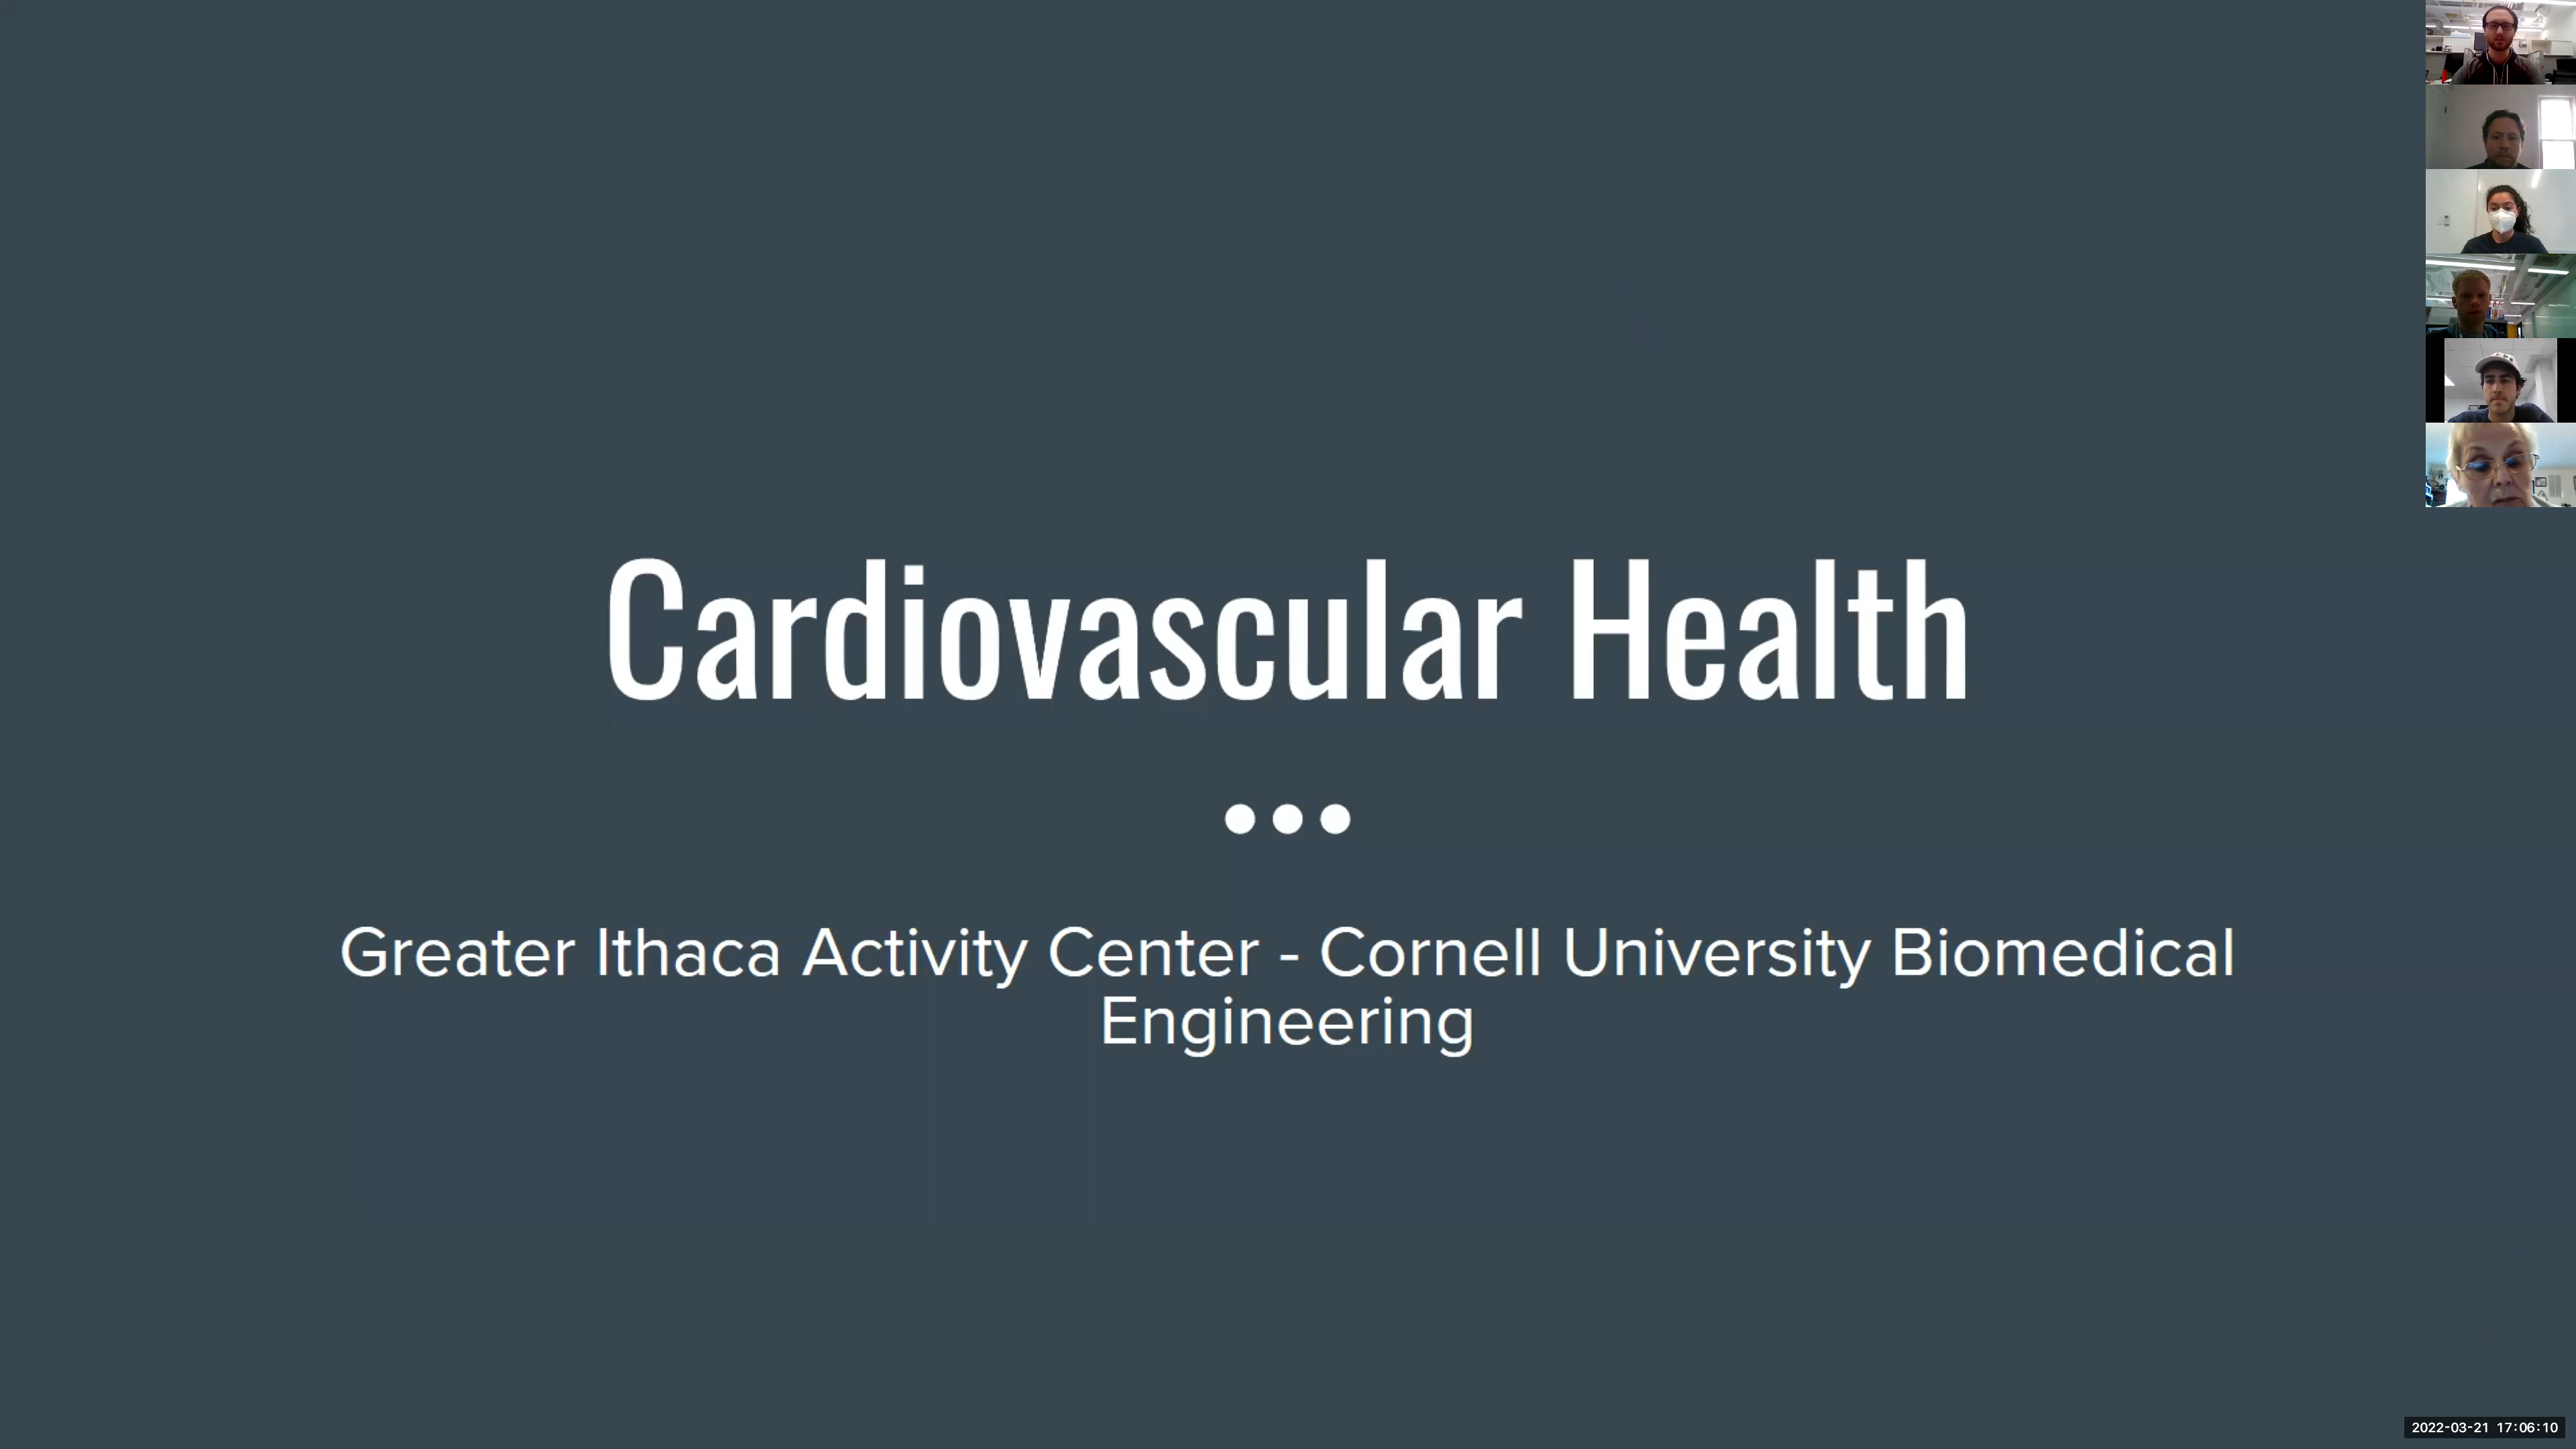 Cardiovascular Health
Greater Ithaca Activity Center - Cornell University Biomedical
Engineering
2022-03-21 17:06:10